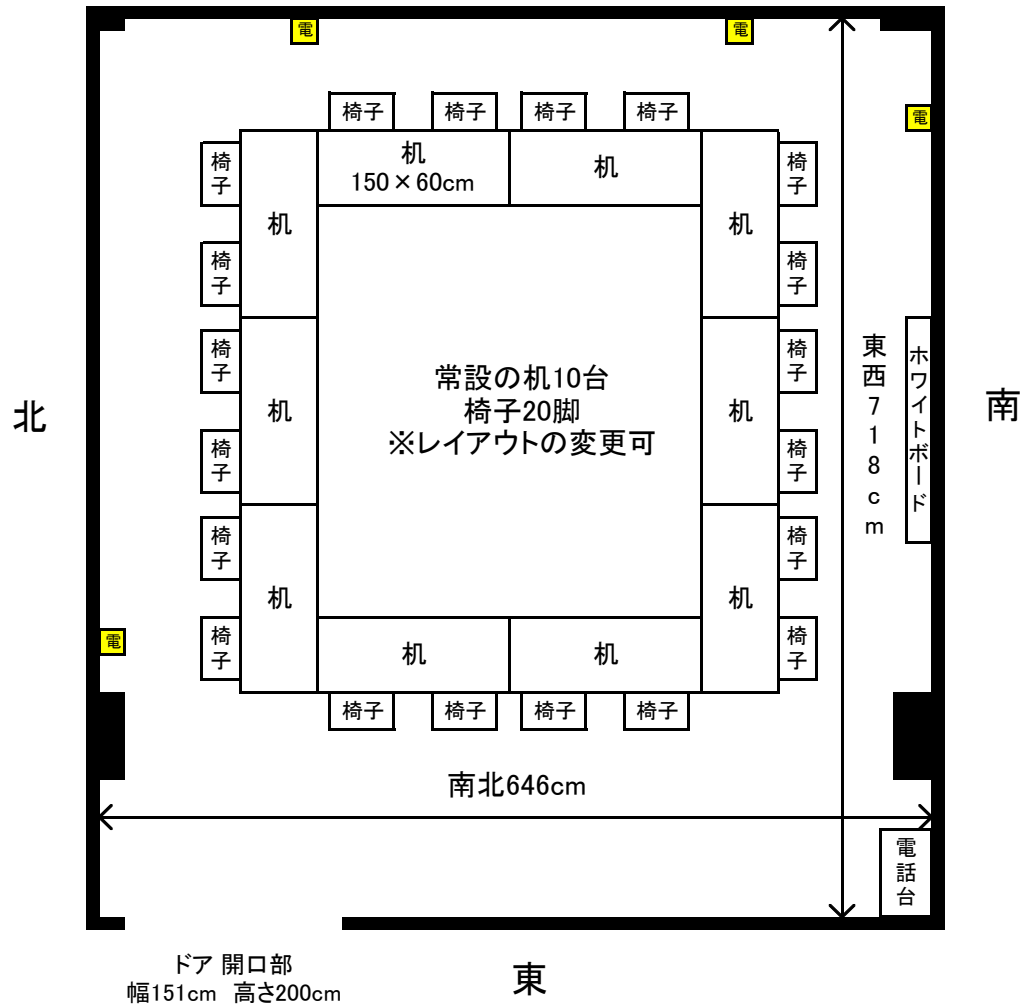 電
電
電
椅子
椅子
椅子
椅子
机
150×60cm
机
椅子
椅子
椅子
椅子
椅子
椅子
机
机
机
机
机
机
椅子
椅子
椅子
椅子
椅子
椅子
常設の机10台
椅子20脚
※レイアウトの変更可
東西718cm
ホワイトボード
北
南
電
机
机
椅子
椅子
椅子
椅子
南北646cm
電話台
ドア 開口部
幅151cm 高さ200cm
東